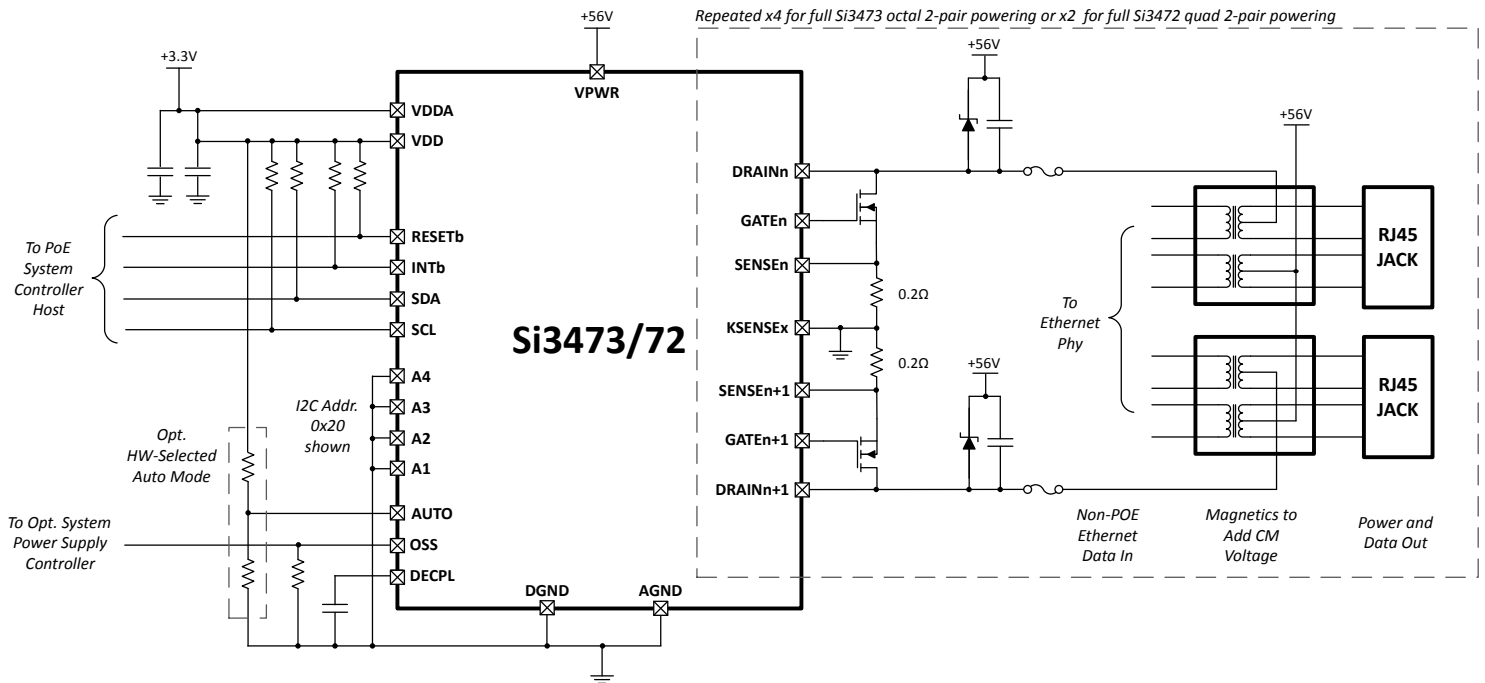 Repeated x4 for full Si3473 octal 2-pair powering or x2 for full Si3472 quad 2-pair powering
+56V
+3.3V
VPWR
VDDA
VDD
RESETb
INTb
SDA
SCL
To PoE
System
Controller
Host
A4
A3
A2
A1
I2C Addr.
0x20
shown
Opt.
HW-Selected
Auto Mode
AUTO
OSS
DECPL
To Opt. System
Power Supply
Controller
DGND
AGND
Si3473/72
DRAINn
GATEn
SENSEn
KSENSEx
SENSEn+1
GATEn+1
DRAINn+1
+56V
0.2Ω
0.2Ω
+56V
+56V
To
Ethernet
Phy
RJ45
JACK
RJ45
JACK
Non-POE
Ethernet
Data In
Magnetics to
Add CM
Voltage
Power and
Data Out